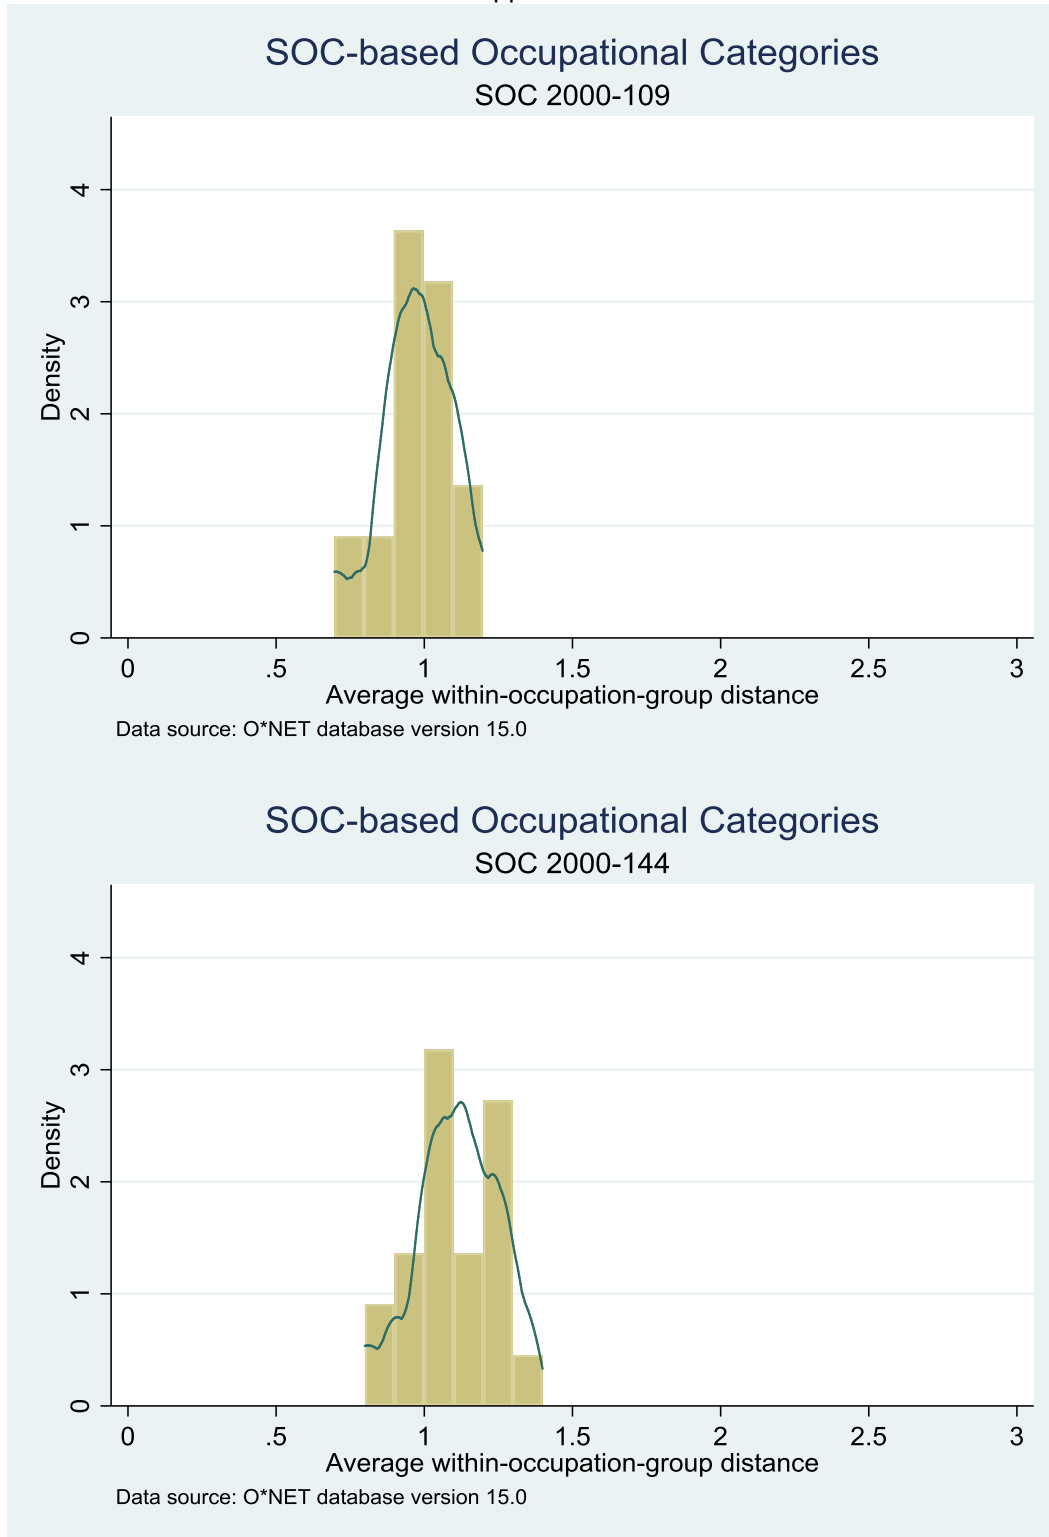 SOC-based Occupational Categories
SOC 2000-109
4
3
2
1
0
Density
0 .5 1 1.5 2 2.5 3
Average within-occupation-group distance
Data source: O*NET database version 15.0
SOC-based Occupational Categories
SOC 2000-144
4
3
2
1
0
Density
0 .5 1 1.5 2 2.5 3
Average within-occupation-group distance
Data source: O*NET database version 15.0